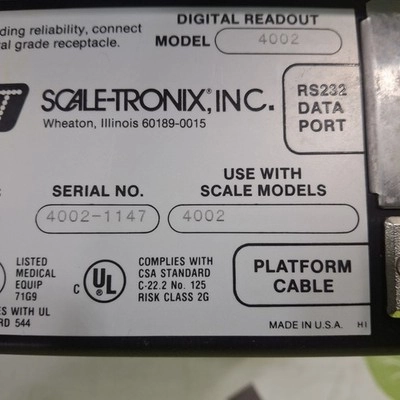 DIGITAL READOUT
ding reliability, connect
al grade receptacle.
MODEL 4002
SCALE-TRONIX®, INC.
Wheaton, Illinois 60189-0015
RS232
DATA
PORT
SERIAL NO.
4002-1147
USE WITH
SCALE MODELS
4002
LISTED
MEDICAL
EQUIP
71G9
C UL
COMPLIES WITH
CSA STANDARD
C-22.2 No. 125
RISK CLASS 2G
PLATFORM
CABLE
ES WITH UL
RD 544
MADE IN U.S.A. H1